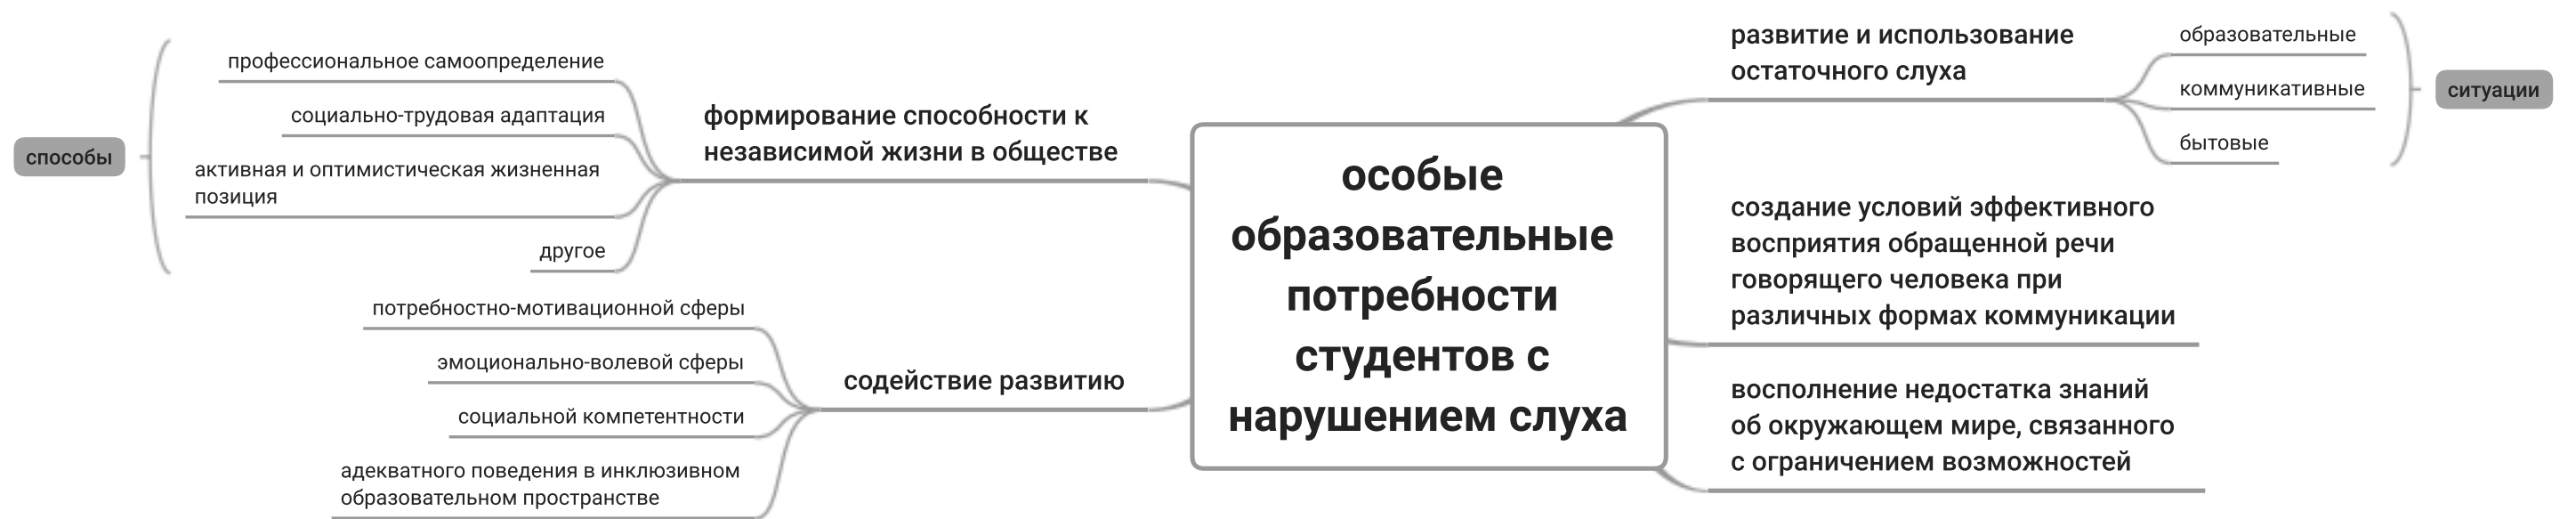 особые
образовательные
потребности
студентов с
нарушением слуха
развитие и использование
остаточного слуха
образовательные
коммуникативные
бытовые
ситуации
создание условий эффективного
восприятия обращенной речи
говорящего человека при
различных формах коммуникации
восполнение недостатка знаний
об окружающем мире, связанного
с ограничением возможностей
формирование способности к
независимой жизни в обществе
профессиональное самоопределение
социально-трудовая адаптация
активная и оптимистическая жизненная
позиция
другое
способы
содействие развитию
потребностно-мотивационной сферы
эмоционально-волевой сферы
социальной компетентности
адекватного поведения в инклюзивном
образовательном пространстве